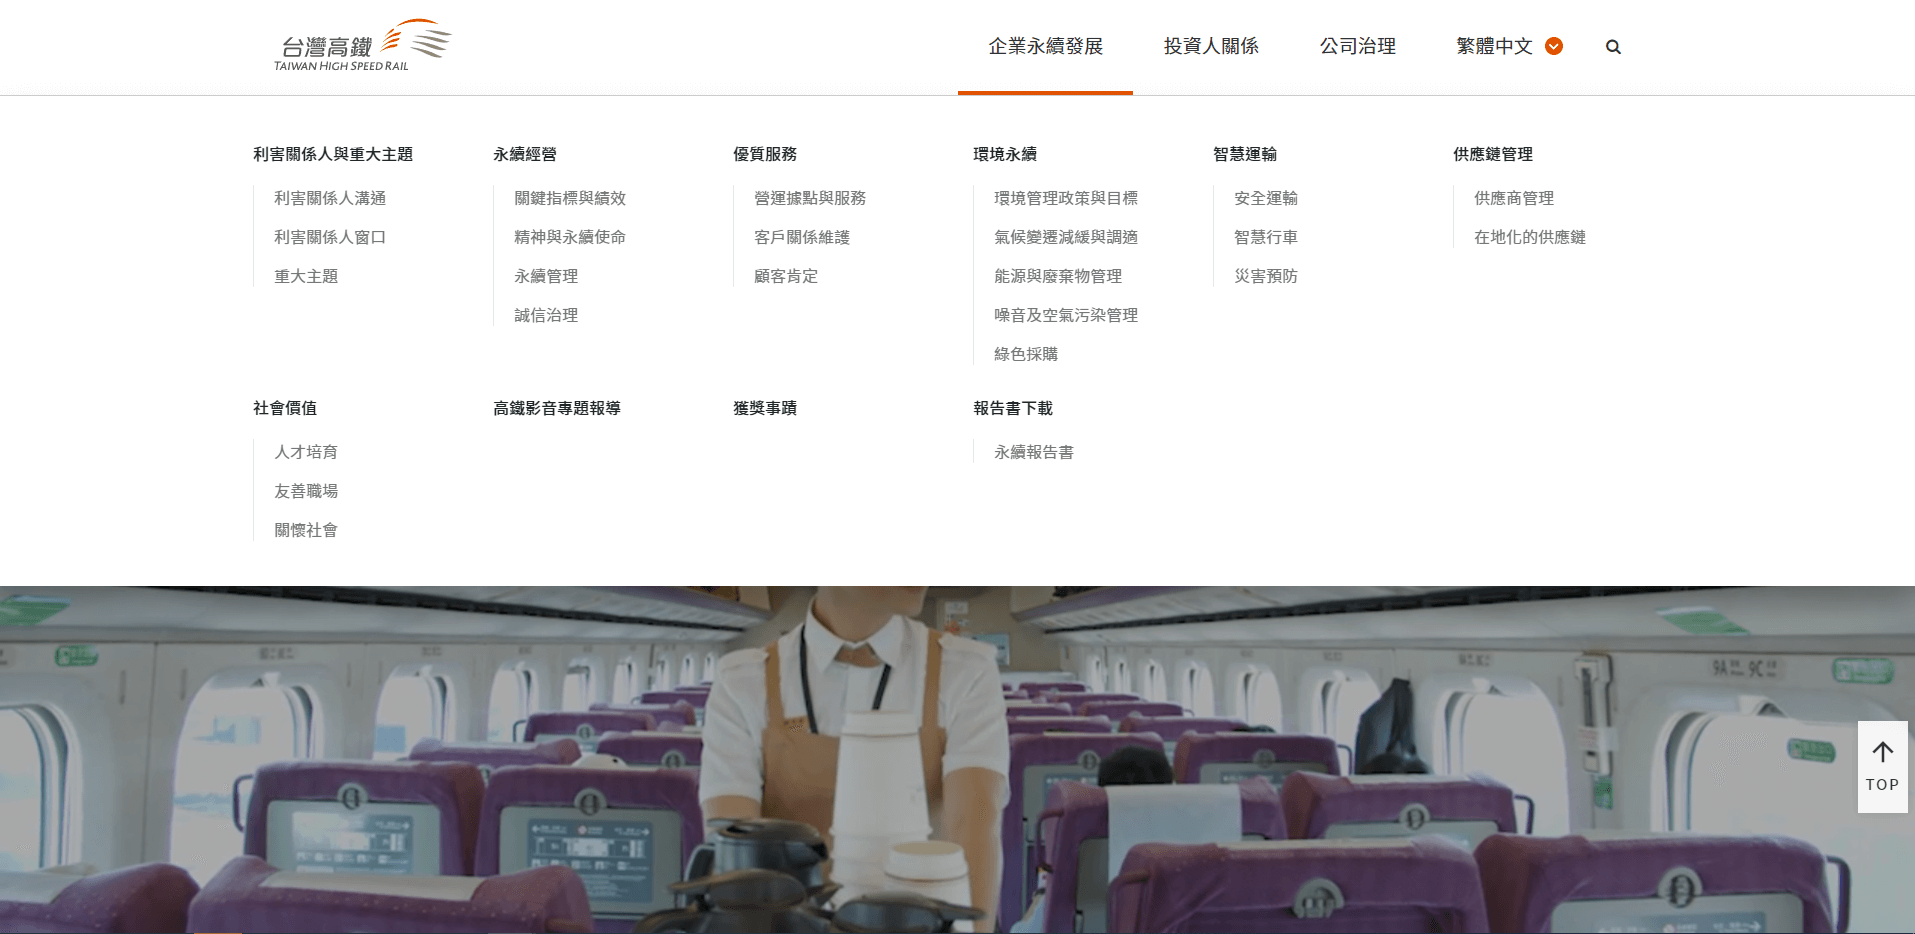 台灣高鐵
TAIWAN HIGH SPEED RAIL
企業永續發展
投資人關係
公司治理
繁體中文
利害關係人與重大主題
利害關係人溝通
利害關係人窗口
重大主題
永續經營
關鍵指標與績效
精神與永續使命
永續管理
誠信治理
優質服務
營運據點與服務
客戶關係維護
顧客肯定
環境永續
環境管理政策與目標
氣候變遷減緩與調適
能源與廢棄物管理
噪音及空氣污染管理
綠色採購
智慧運輸
安全運輸
智慧行車
災害預防
供應鏈管理
供應商管理
在地化的供應鏈
社會價值
人才培育
友善職場
關懷社會
高鐵影音專題報導
獲獎事蹟
報告書下載
永續報告書
9A
9C
TOP